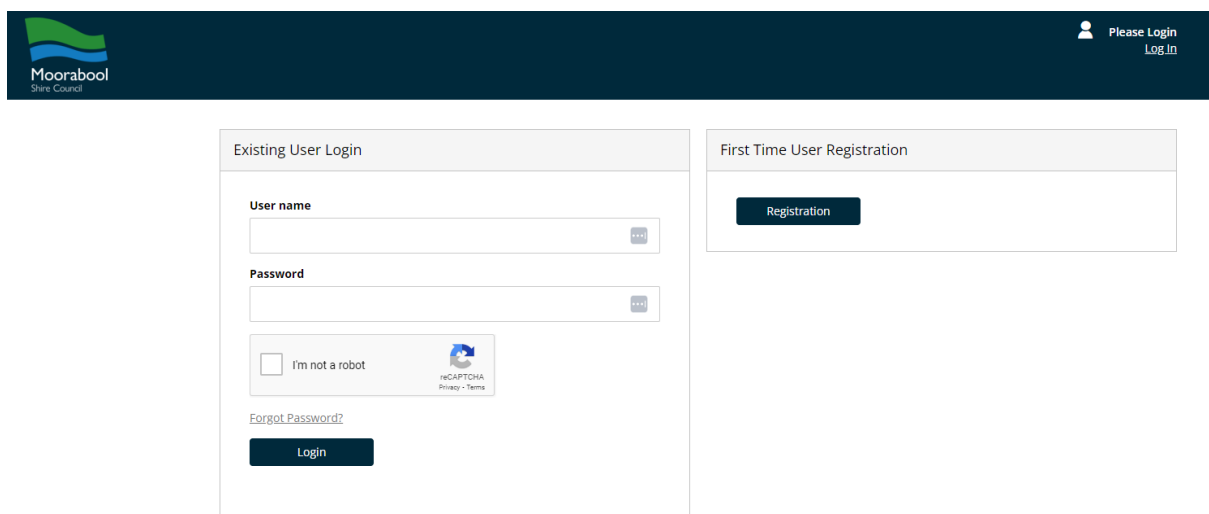 Moorabool
Shire Council
Please Login
Log In
Existing User Login
User name
Password
I'm not a robot
reCAPTCHA
Privacy - Terms
Forgot Password?
Login
First Time User Registration
Registration